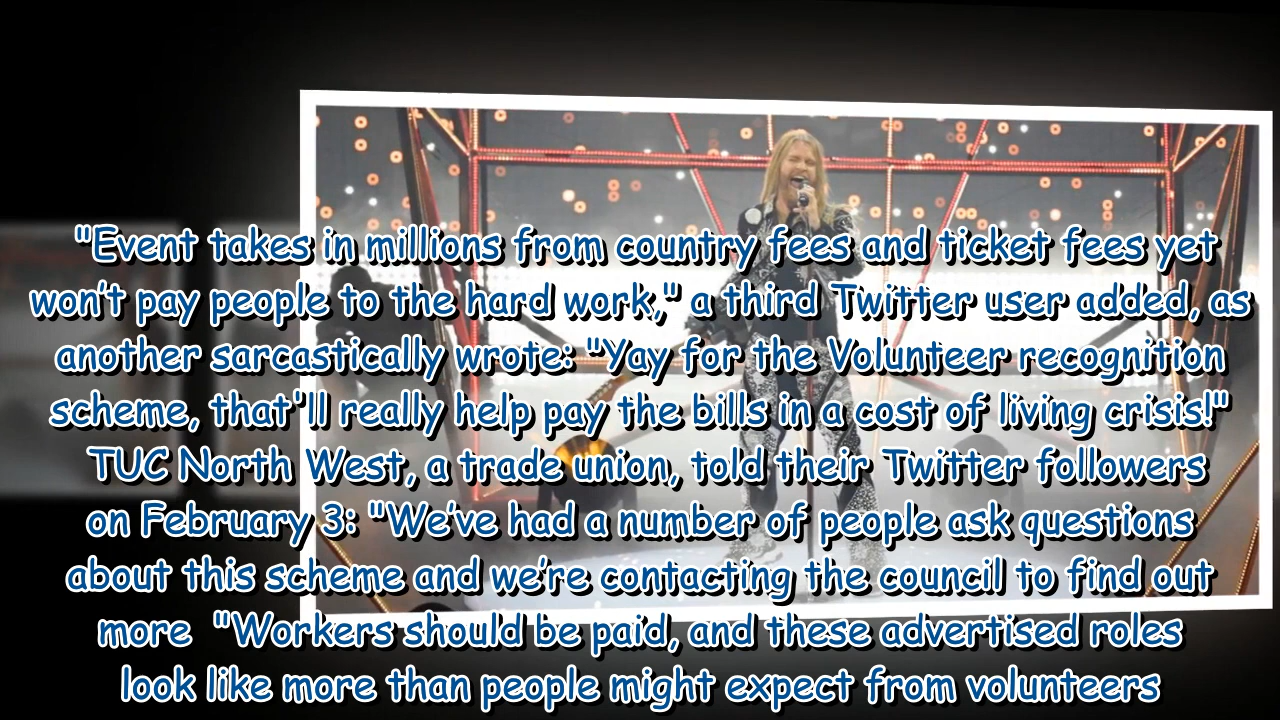 "Event takes in millions from country fees and ticket fees yet
won't pay people to the hard work," a third Twitter user added, as
another sarcastically wrote: "Yay for the Volunteer recognition
scheme, that'll really help pay the bills in a cost of living crisis!"
TUC North West, a trade union, told their Twitter followers
on February 3: "We've had a number of people ask questions
about this scheme and we're contacting the council to find out
more  "Workers should be paid, and these advertised roles
look like more than people might expect from volunteers